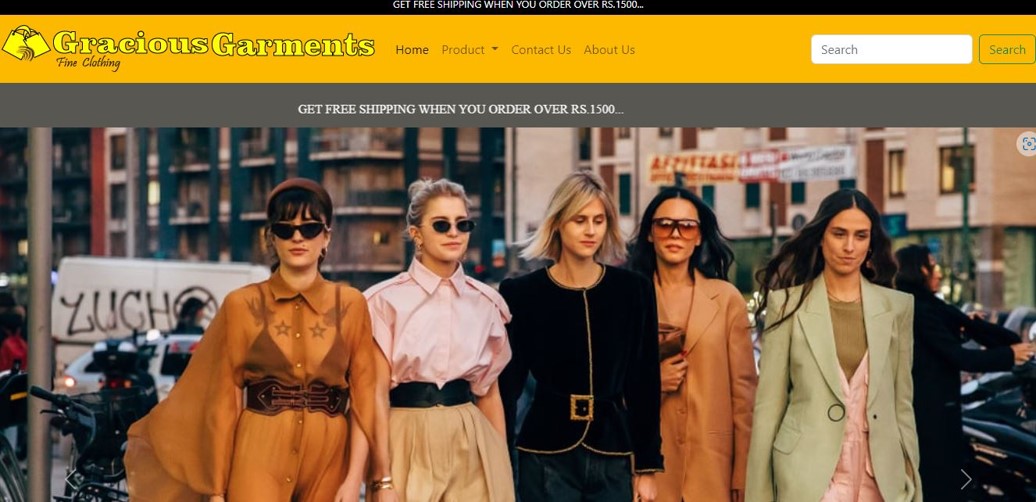 GET FREE SHIPPING WHEN YOU ORDER OVER RS.1500...
Gracious Garments
Fine Clothing
Home Product Contact Us About Us
Search Search
GET FREE SHIPPING WHEN YOU ORDER OVER RS.1500...
AFFITTASI
ZUCHO